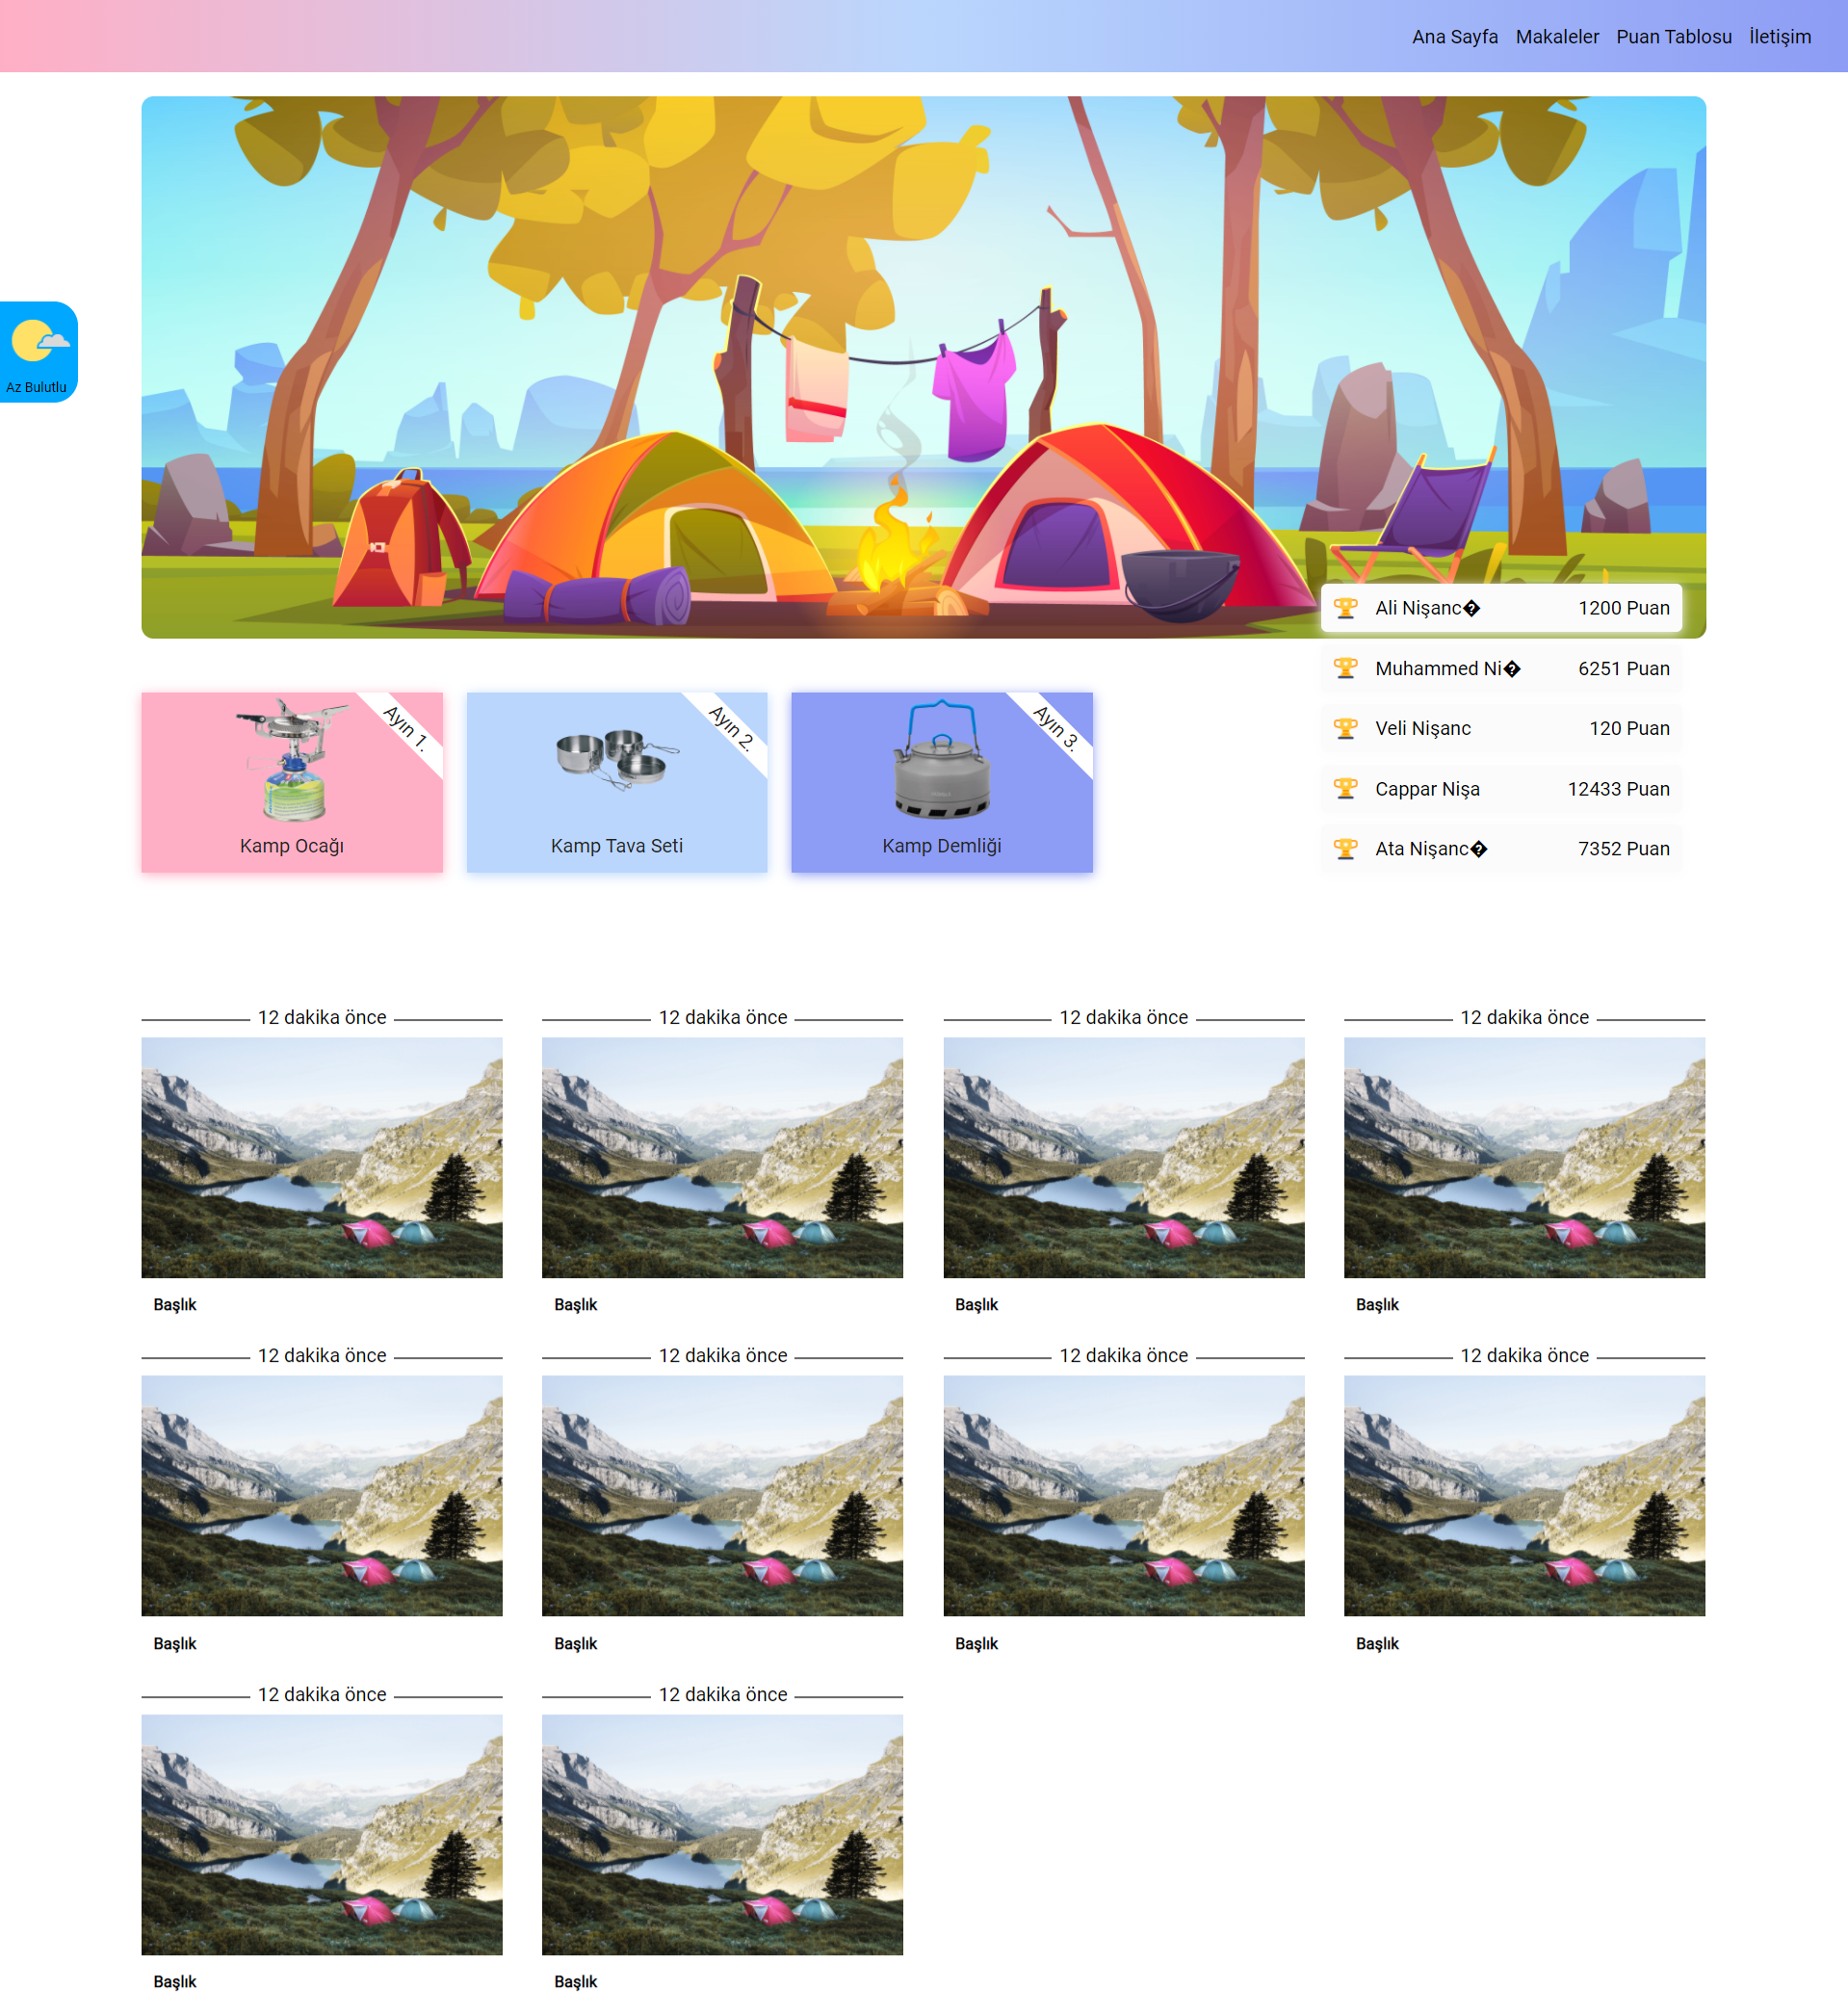 Ana Sayfa Makaleler Puan Tablosu İletişim
Az Bulutlu
Ali Nişanc� 1200 Puan
Muhammed Ni� 6251 Puan
Veli Nişanc 120 Puan
Cappar Nişa 12433 Puan
Ata Nişanc� 7352 Puan
Ayın 1.
Kamp Ocağı
Ayın 2.
Kamp Tava Seti
Ayın 3.
Kamp Demliği
12 dakika önce
Başlık
12 dakika önce
Başlık
12 dakika önce
Başlık
12 dakika önce
Başlık
12 dakika önce
Başlık
12 dakika önce
Başlık
12 dakika önce
Başlık
12 dakika önce
Başlık
12 dakika önce
Başlık
12 dakika önce
Başlık